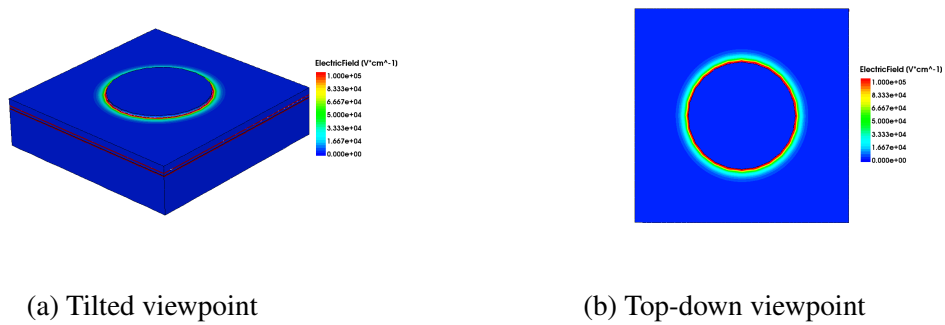 ElectricField (V*cm^-1)
1.000e+05
8.333e+04
6.667e+04
5.000e+04
3.333e+04
1.667e+04
0.000e+00
ElectricField (V*cm^-1)
1.000e+05
8.333e+04
6.667e+04
5.000e+04
3.333e+04
1.667e+04
0.000e+00
(a) Tilted viewpoint
(b) Top-down viewpoint